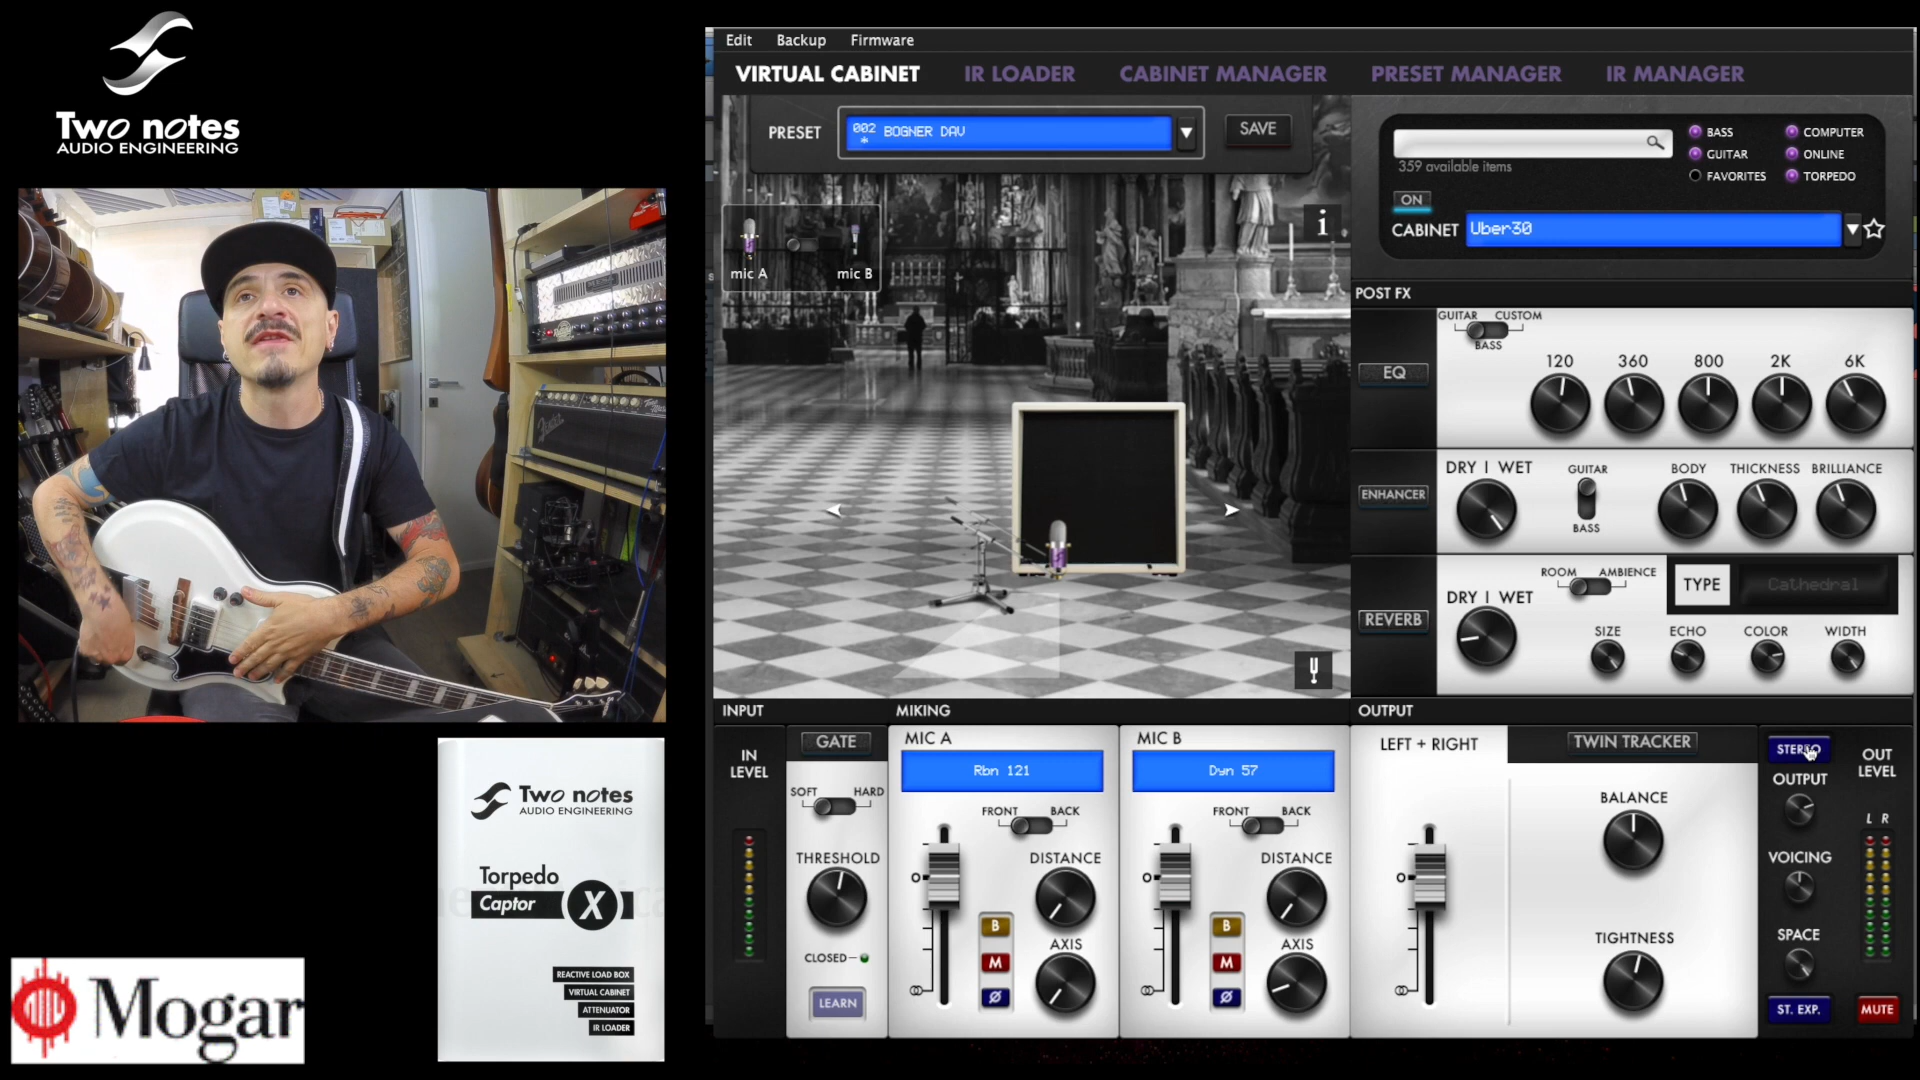 Two notes
AUDIO ENGINEERING
Edit Backup Firmware
VIRTUAL CABINET IR LOADER CABINET MANAGER PRESET MANAGER IR MANAGER
PRESET 002 BOGNER DAV
*
SAVE
mic A mic B
i
359 available items
BASS COMPUTER
GUITAR ONLINE
FAVORITES TORPEDO
ON
CABINET Uber30
POST FX
GUITAR CUSTOM
BASS
EQ
120 360 800 2K 6K
ENHANCER
DRY | WET
GUITAR
BASS
BODY THICKNESS BRILLIANCE
REVERB
DRY | WET
ROOM AMBIENCE
TYPE Cathedral
SIZE ECHO COLOR WIDTH
INPUT MIKING OUTPUT
IN
LEVEL
GATE
SOFT HARD
THRESHOLD
CLOSED
LEARN
MIC A
Rbn 121
FRONT BACK
DISTANCE
O
B
M
Ø
AXIS
∞
MIC B
Dyn 57
FRONT BACK
DISTANCE
O
B
M
Ø
AXIS
∞
LEFT + RIGHT
O
∞
TWIN TRACKER
BALANCE
TIGHTNESS
STEREO
OUTPUT
VOICING
SPACE
ST. EXP.
OUT
LEVEL
L R
MUTE
Fender
Two notes
AUDIO ENGINEERING
Torpedo
Captor X
REACTIVE LOAD BOX
VIRTUAL CABINET
ATTENUATOR
IR LOADER
Mogar